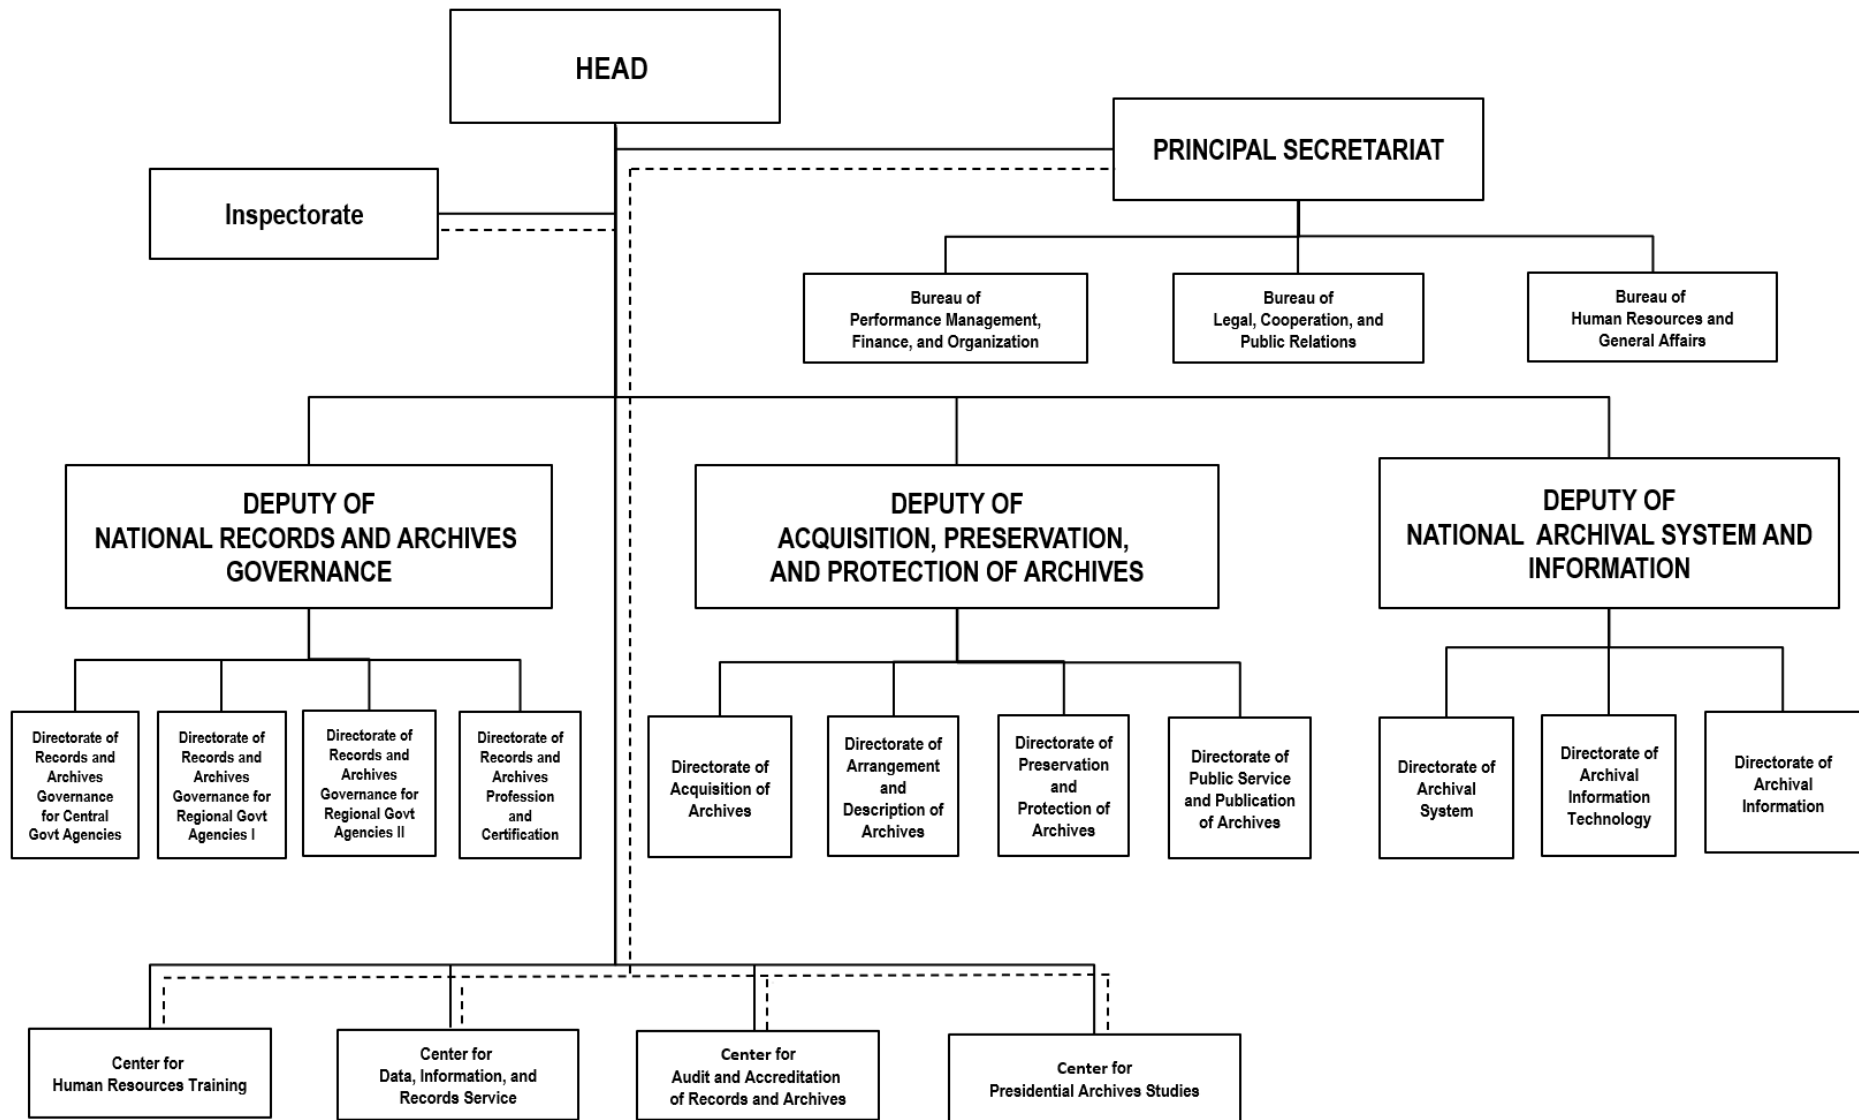 HEAD
PRINCIPAL SECRETARIAT
Inspectorate
Bureau of
Performance Management,
Finance, and Organization
Bureau of
Legal, Cooperation, and
Public Relations
Bureau of
Human Resources and
General Affairs
DEPUTY OF
NATIONAL RECORDS AND ARCHIVES
GOVERNANCE
DEPUTY OF
ACQUISITION, PRESERVATION,
AND PROTECTION OF ARCHIVES
DEPUTY OF
NATIONAL ARCHIVAL SYSTEM AND
INFORMATION
Directorate of
Records and
Archives
Governance
for Central
Govt Agencies
Directorate of
Records and
Archives
Governance for
Regional Govt
Agencies I
Directorate of
Records and
Archives
Governance for
Regional Govt
Agencies II
Directorate of
Records and
Archives
Profession
and
Certification
Directorate of
Acquisition of
Archives
Directorate of
Arrangement
and
Description of
Archives
Directorate of
Preservation
and
Protection of
Archives
Directorate of
Public Service
and Publication
of Archives
Directorate of
Archival
System
Directorate of
Archival
Information
Technology
Directorate of
Archival
Information
Center for
Human Resources Training
Center for
Data, Information, and
Records Service
Center for
Audit and Accreditation
of Records and Archives
Center for
Presidential Archives Studies